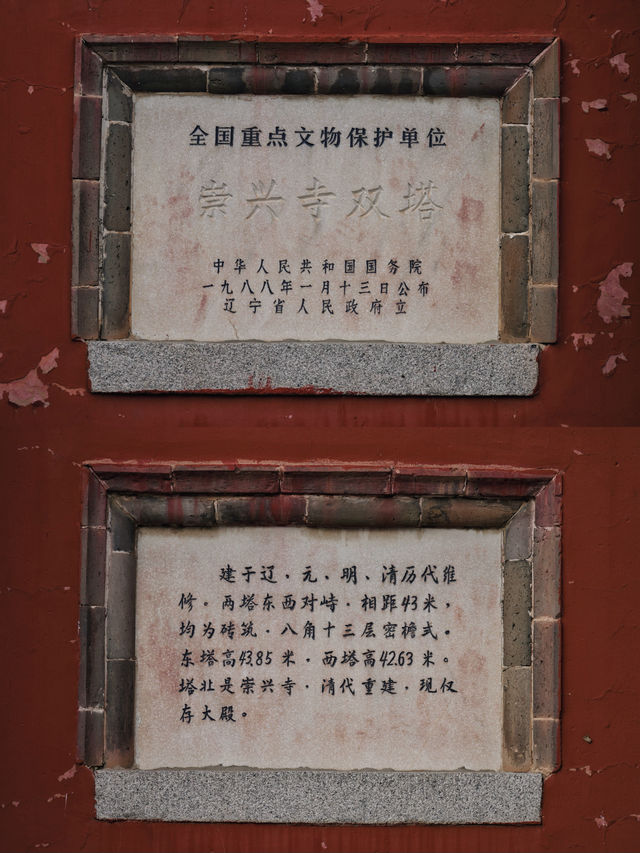 全国重点文物保护单位
崇兴寺双塔
中华人民共和国国务院
一九八八年一月十三日公布
辽宁省人民政府立
建于辽．元．明、清历代维
修。两塔东西对峙．相距43米，
均为砖筑．八角十三层密檐式。
东塔高43.85米．西塔高42.63米。
塔北是崇兴寺．清代重建．现仅
存大殿。